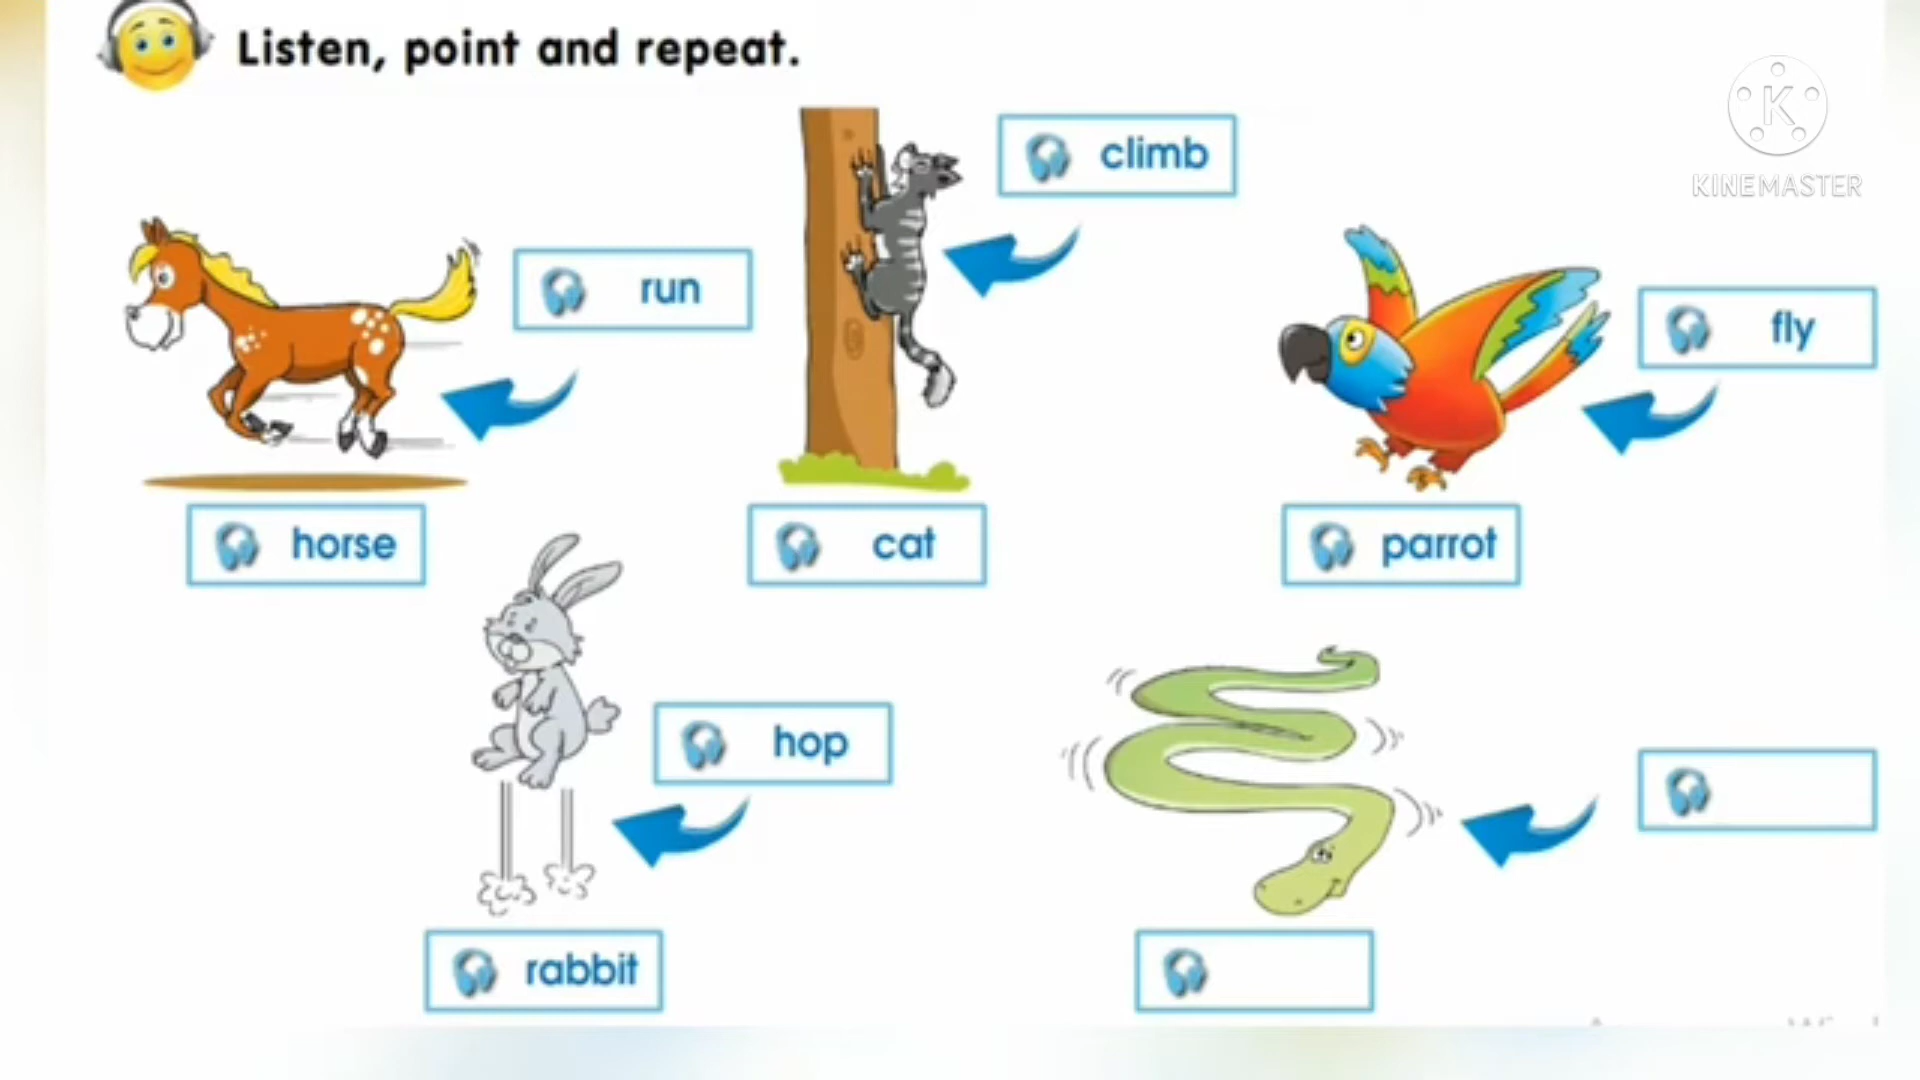 Listen, point and repeat.
climb
KINEMASTER
run
fly
horse
cat
parrot
hop
rabbit